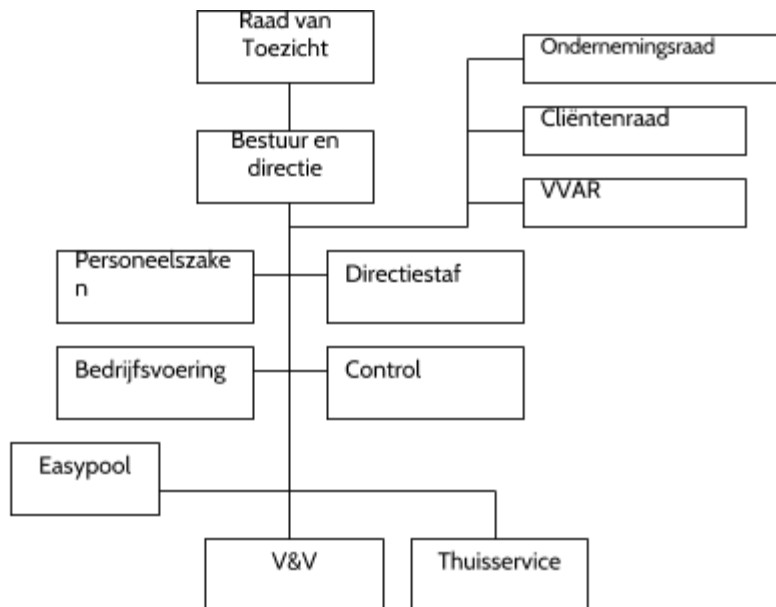 Raad van
Toezicht
Ondernemingsraad
Cliëntenraad
Bestuur en
directie
VVAR
Personeelszake
n
Directiestaf
Bedrijfsvoering
Control
Easypool
V&V
Thuisservice